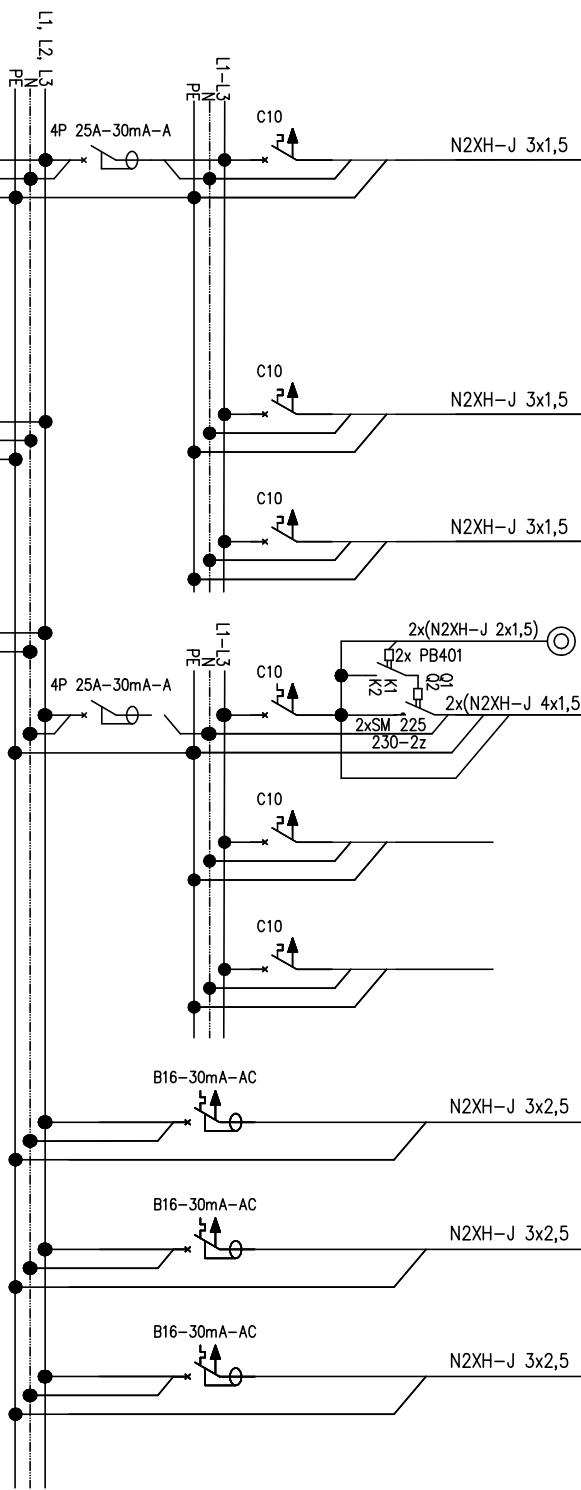 L1, L2, L3
N
PE
L1-L3
N
PE
4P 25A-30mA-A
C10
N2XH-J 3x1,5
C10
N2XH-J 3x1,5
C10
N2XH-J 3x1,5
L1-L3
N
PE
4P 25A-30mA-A
C10
2x(N2XH-J 2x1,5)
2x PB401
K1
K2
Q1
Q2
2x(N2XH-J 4x1,5
2xSM 225
230-2z
C10
C10
B16-30mA-AC
N2XH-J 3x2,5
B16-30mA-AC
N2XH-J 3x2,5
B16-30mA-AC
N2XH-J 3x2,5